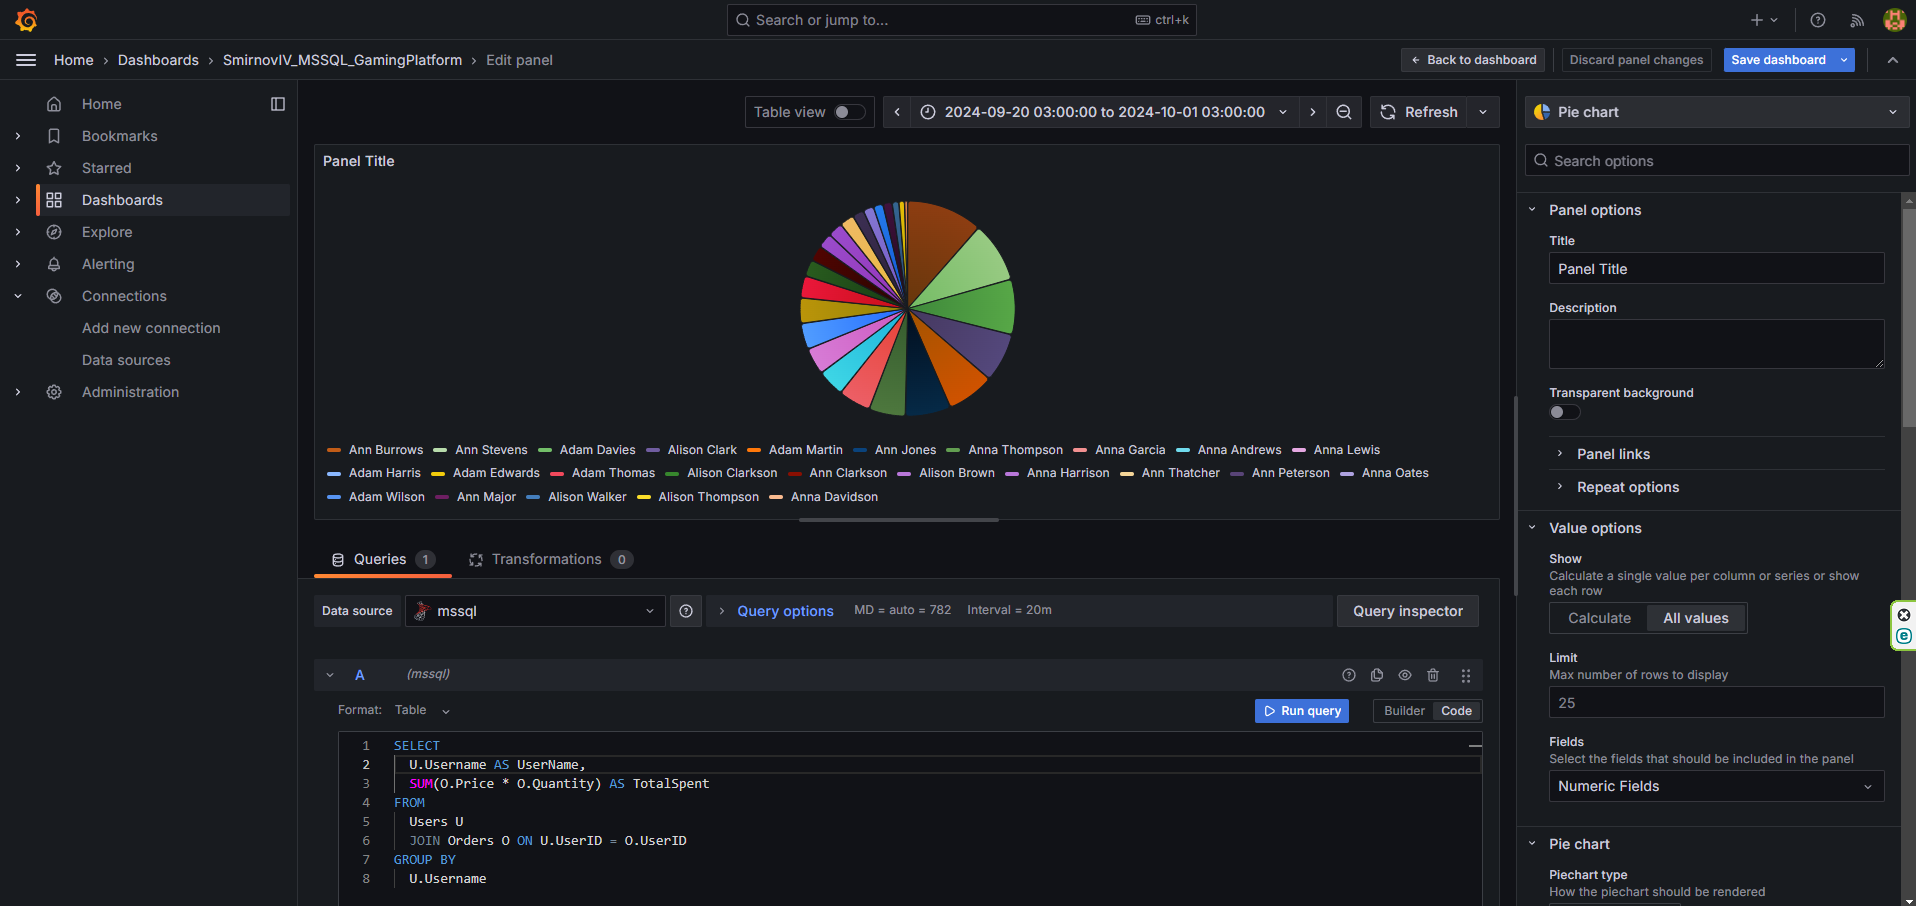 Search or jump to...
ctrl+k
Home › Dashboards › SmirnovIV_MSSQL_GamingPlatform › Edit panel
Back to dashboard
Discard panel changes
Save dashboard
Home
Bookmarks
Starred
Dashboards
Explore
Alerting
Connections
Add new connection
Data sources
Administration
Table view
2024-09-20 03:00:00 to 2024-10-01 03:00:00
Refresh
Panel Title
Ann Burrows Ann Stevens Adam Davies Alison Clark Adam Martin Ann Jones Anna Thompson Anna Garcia Anna Andrews Anna Lewis
Adam Harris Adam Edwards Adam Thomas Alison Clarkson Ann Clarkson Alison Brown Anna Harrison Ann Thatcher Ann Peterson Anna Oates
Adam Wilson Ann Major Alison Walker Alison Thompson Anna Davidson
Queries 1
Transformations 0
Data source
mssql
Query options
MD = auto = 782
Interval = 20m
Query inspector
A
(mssql)
Format: Table
Run query
Builder
Code
1 SELECT
2 U.Username AS UserName,
3 SUM(O.Price * O.Quantity) AS TotalSpent
4 FROM
5 Users U
6 JOIN Orders O ON U.UserID = O.UserID
7 GROUP BY
8 U.Username
Pie chart
Search options
Panel options
Title
Panel Title
Description
Transparent background
Panel links
Repeat options
Value options
Show
Calculate a single value per column or series or show
each row
Calculate
All values
Limit
Max number of rows to display
25
Fields
Select the fields that should be included in the panel
Numeric Fields
Pie chart
Piechart type
How the piechart should be rendered